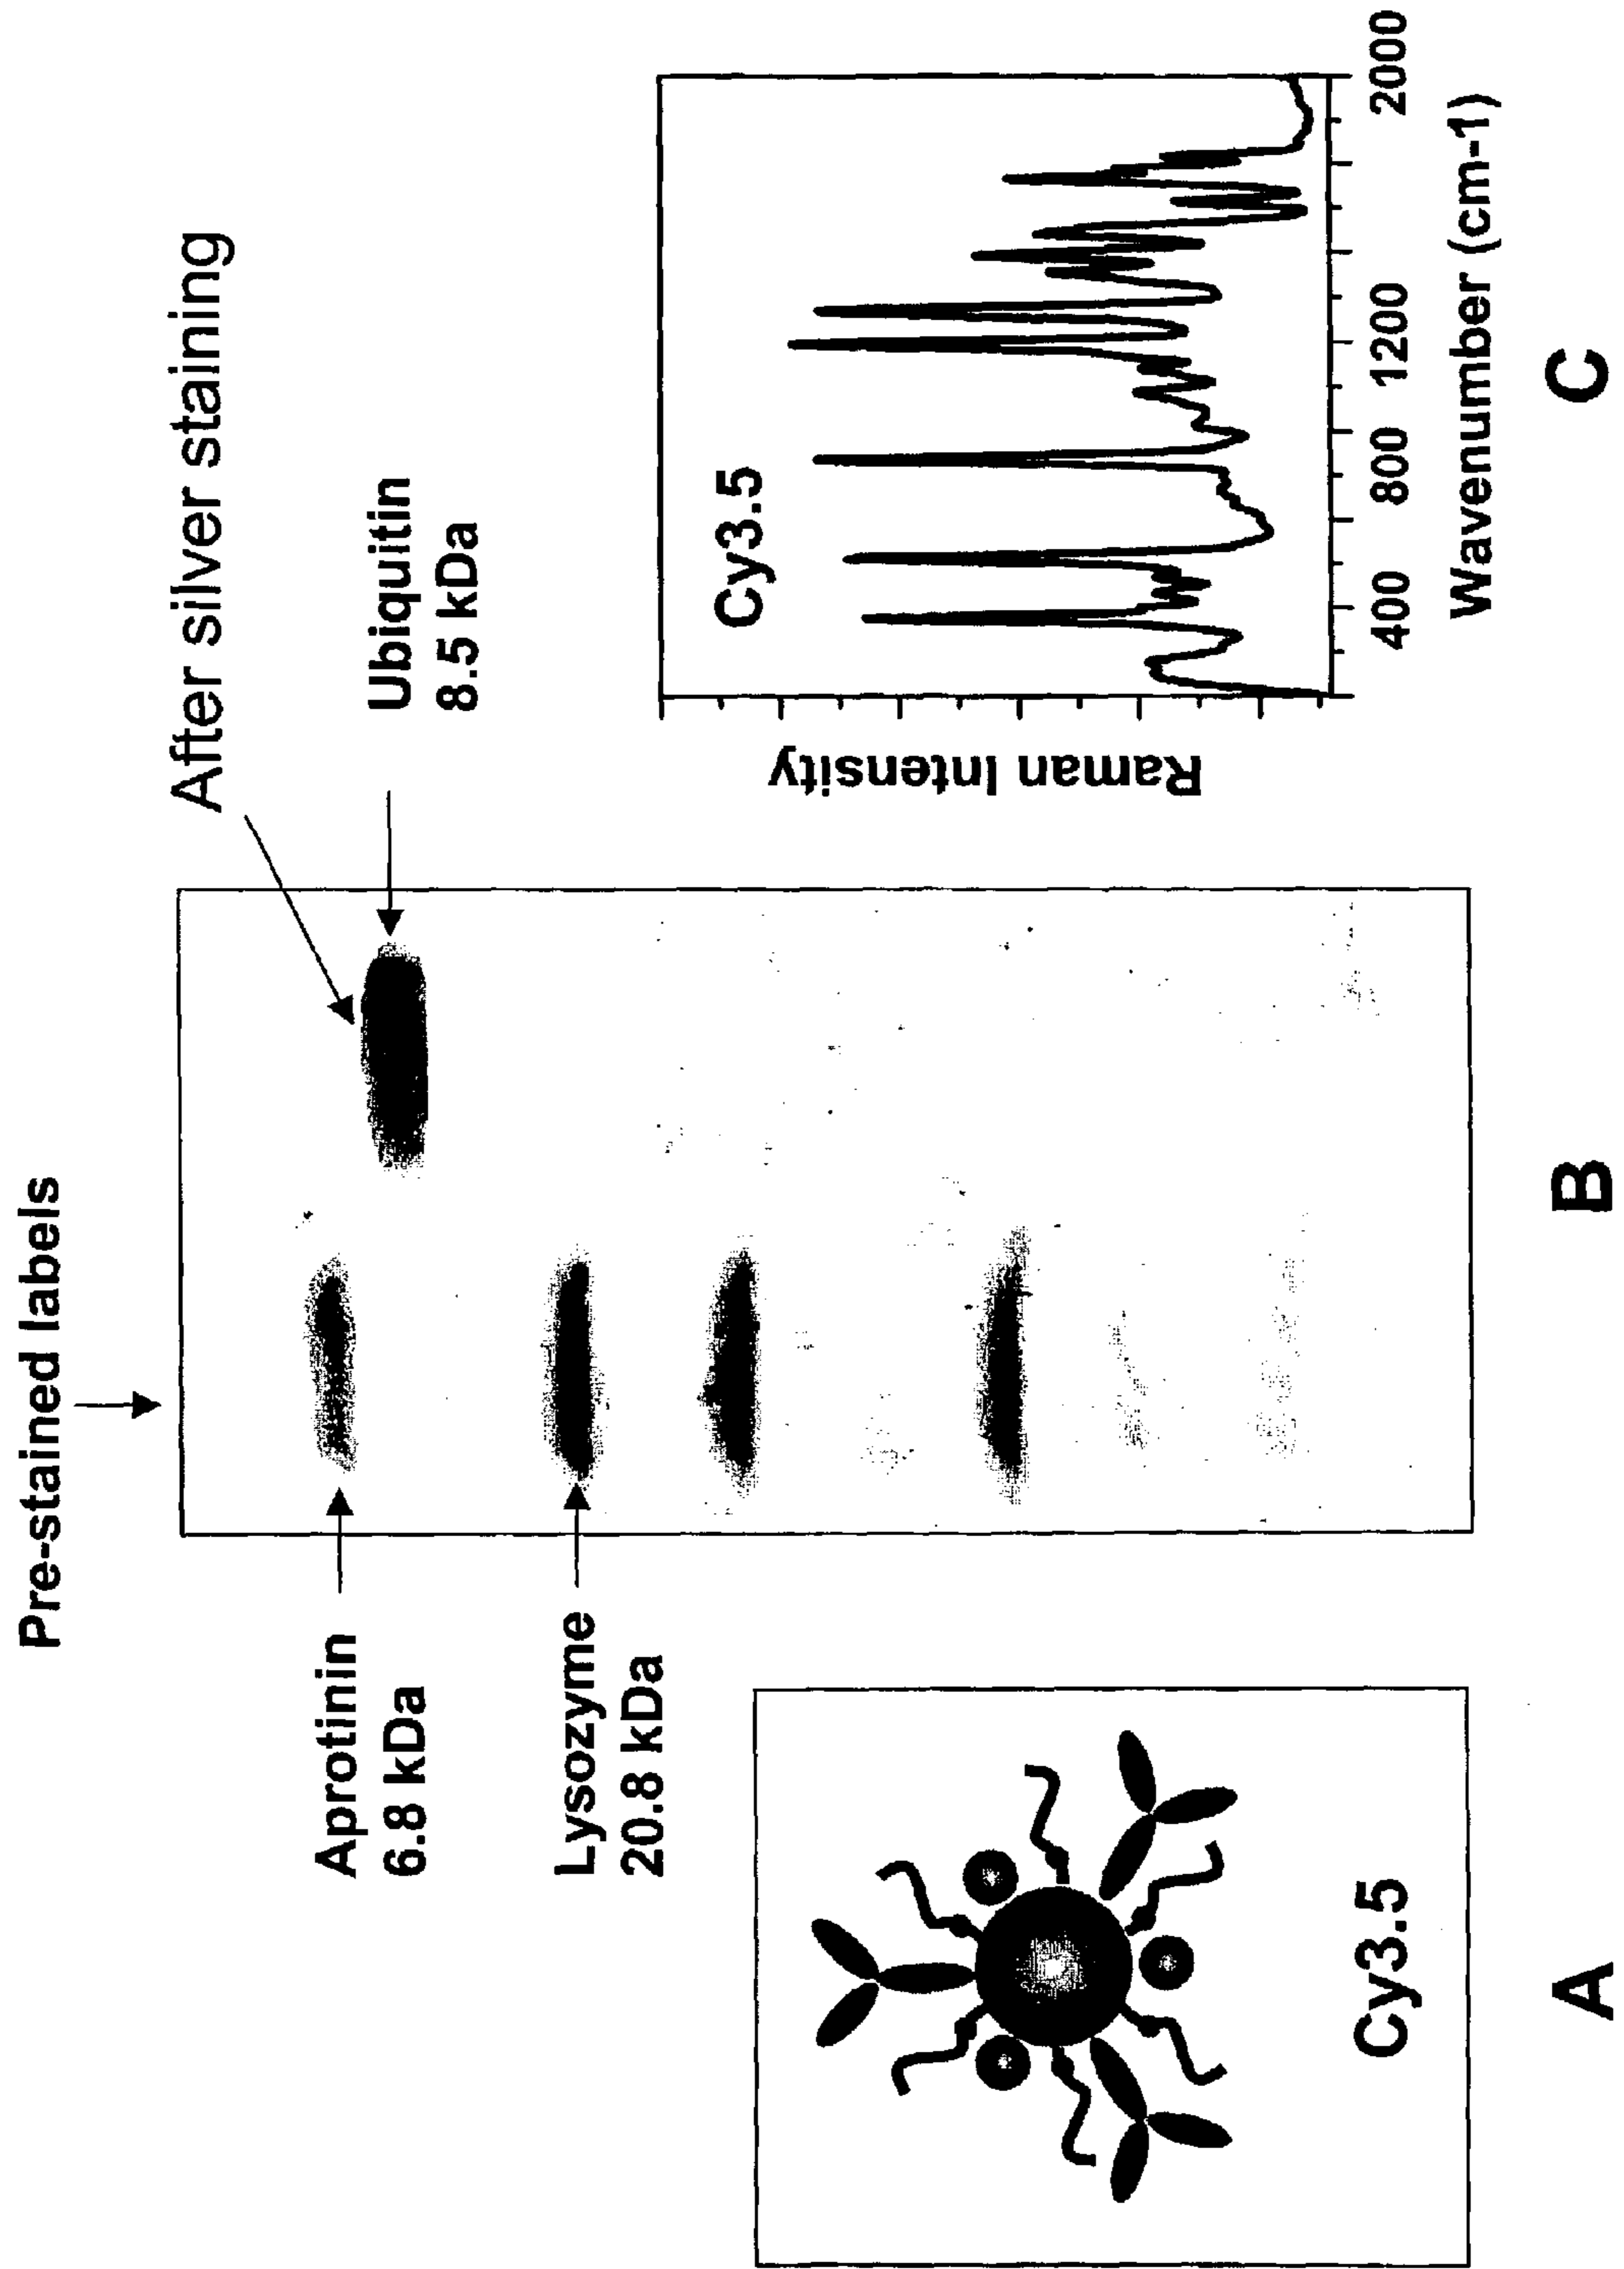 Pre-stained labels
After silver staining
Aprotinin
6.8 kDa
Ubiquitin
8.5 kDa
Lysozyme
20.8 kDa
Cy3.5
Cy3.5
Raman Intensity
400 800 1200 2000
Wavenumber (cm-1)
A
B
C